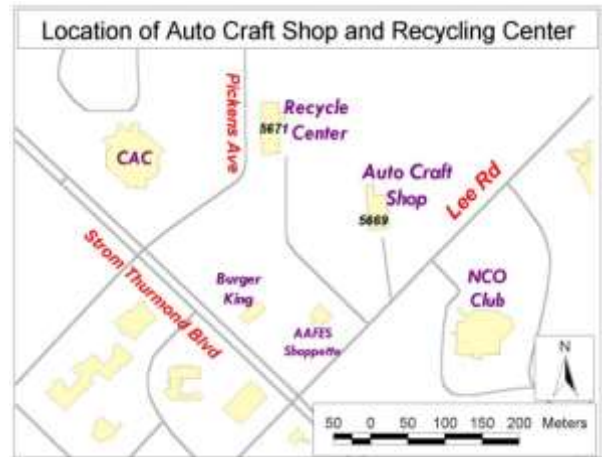 Location of Auto Craft Shop and Recycling Center
Pickens Ave
Recycle
5671 Center
CAC
Auto Craft
Shop
5669
Lee Rd
Strom Thurmond Blvd
Burger
King
NCO
Club
AAFES
Shoppette
N
50 0 50 100 150 200 Meters